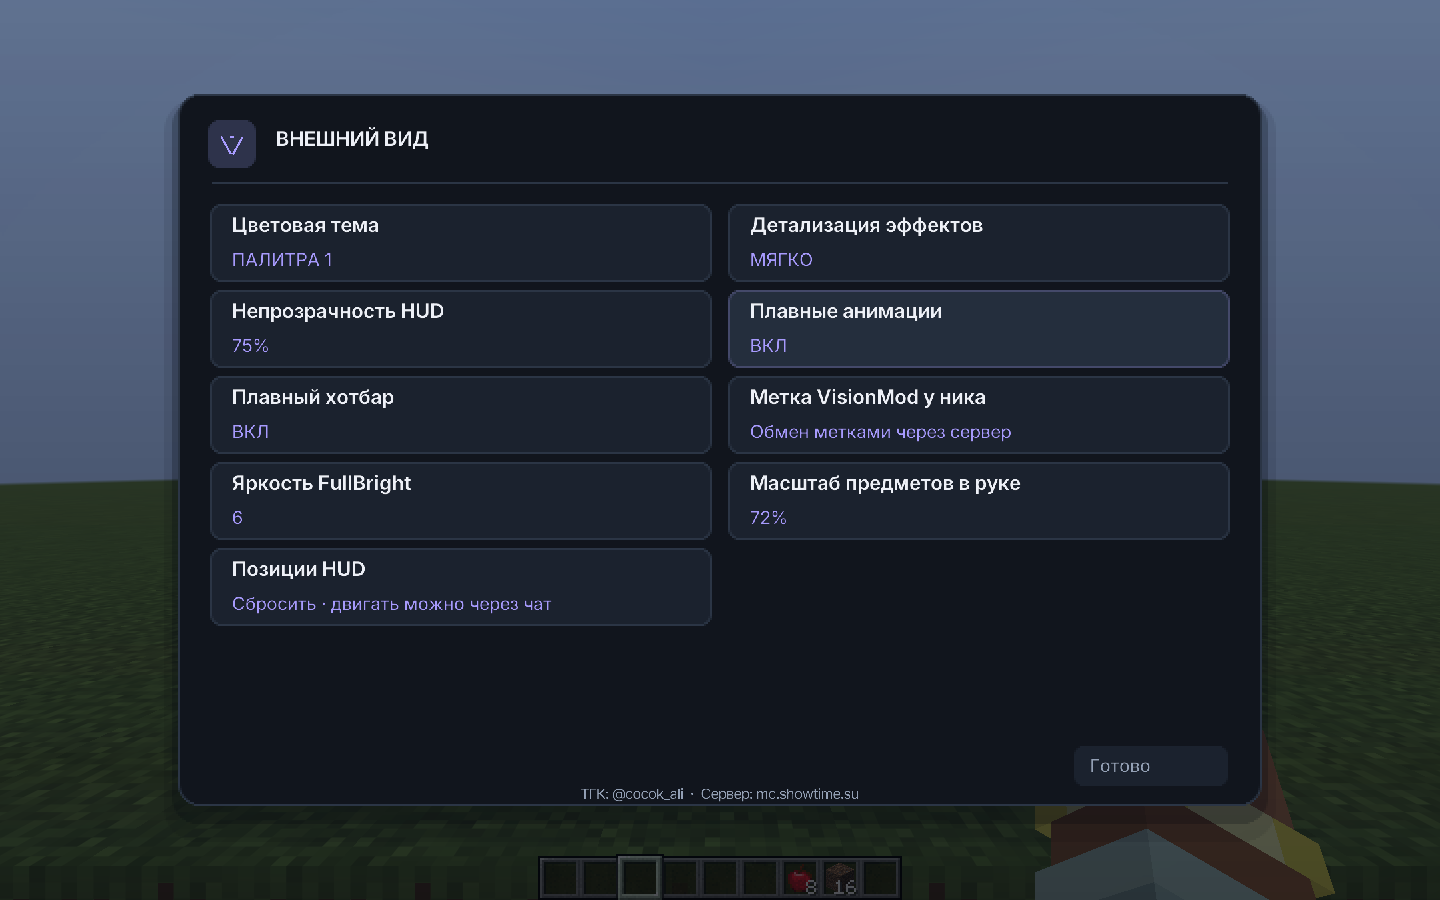 ВНЕШНИЙ ВИД
Цветовая тема
ПАЛИТРА 1
Детализация эффектов
МЯГКО
Непрозрачность HUD
75%
Плавные анимации
ВКЛ
Плавный хотбар
ВКЛ
Метка VisionMod у ника
Обмен метками через сервер
Яркость FullBright
6
Масштаб предметов в руке
72%
Позиции HUD
Сбросить · двигать можно через чат
Готово
ТГК: @cocok_ali · Сервер: mc.showtime.su
8 16